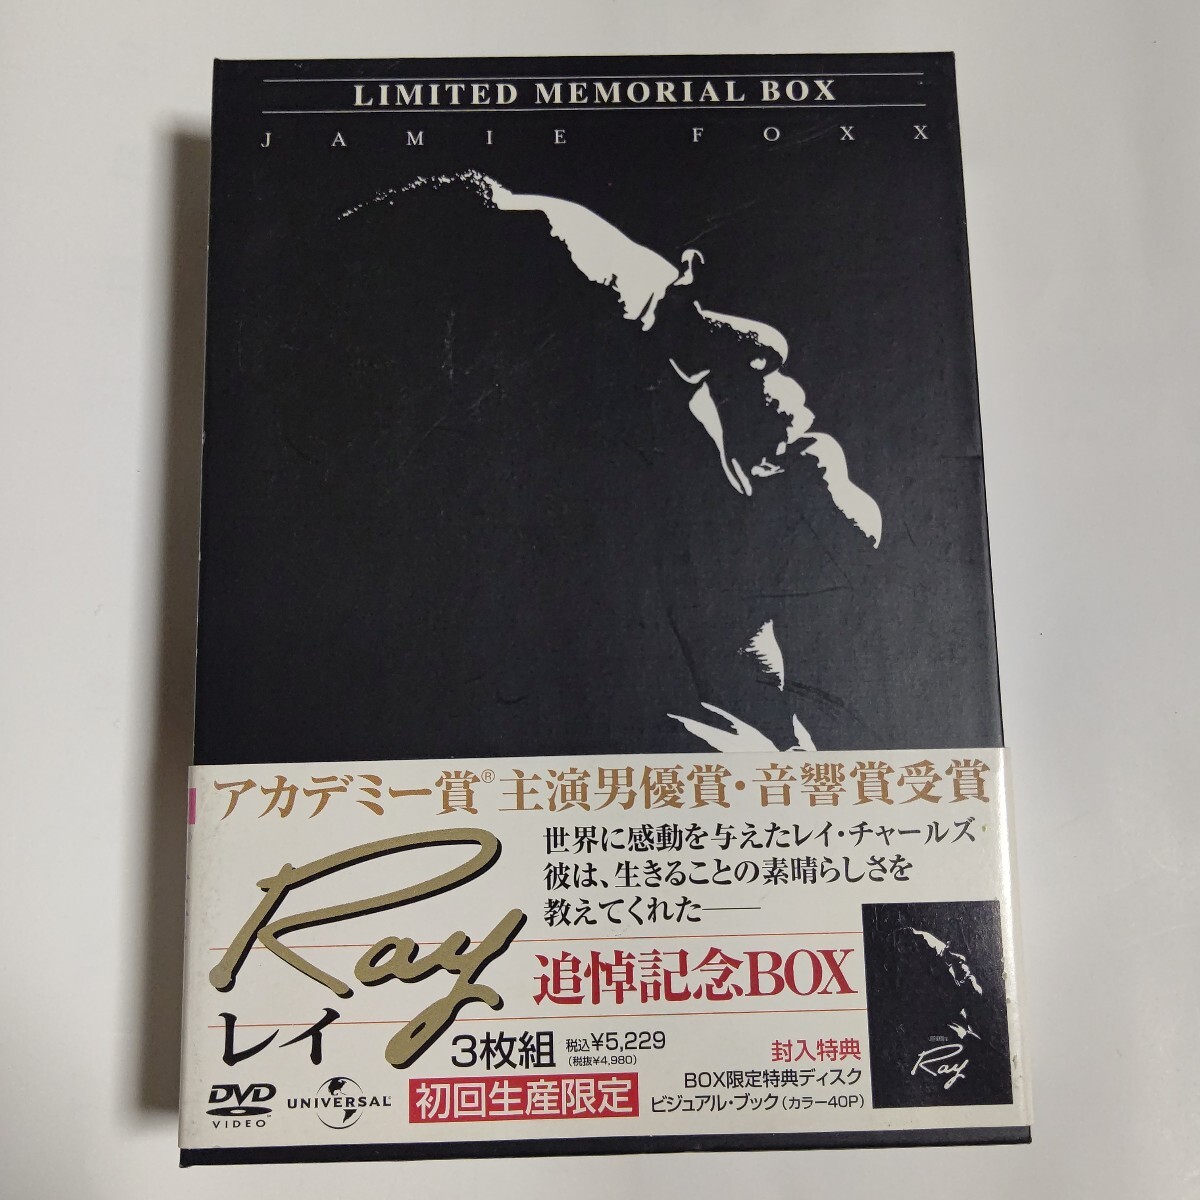 LIMITED MEMORIAL BOX
JAMIE FOXX
アカデミー賞®主演男優賞・音響賞受賞
Ray
レイ
世界に感動を与えたレイ・チャールズ
彼は、生きることの素晴らしさを
教えてくれた――
追悼記念BOX
3枚組 税込¥5,229
(税抜¥4,980)
初回生産限定
封入特典
BOX限定特典ディスク
ビジュアル・ブック(カラー40P)
Ray
DVD
VIDEO™
UNIVERSAL